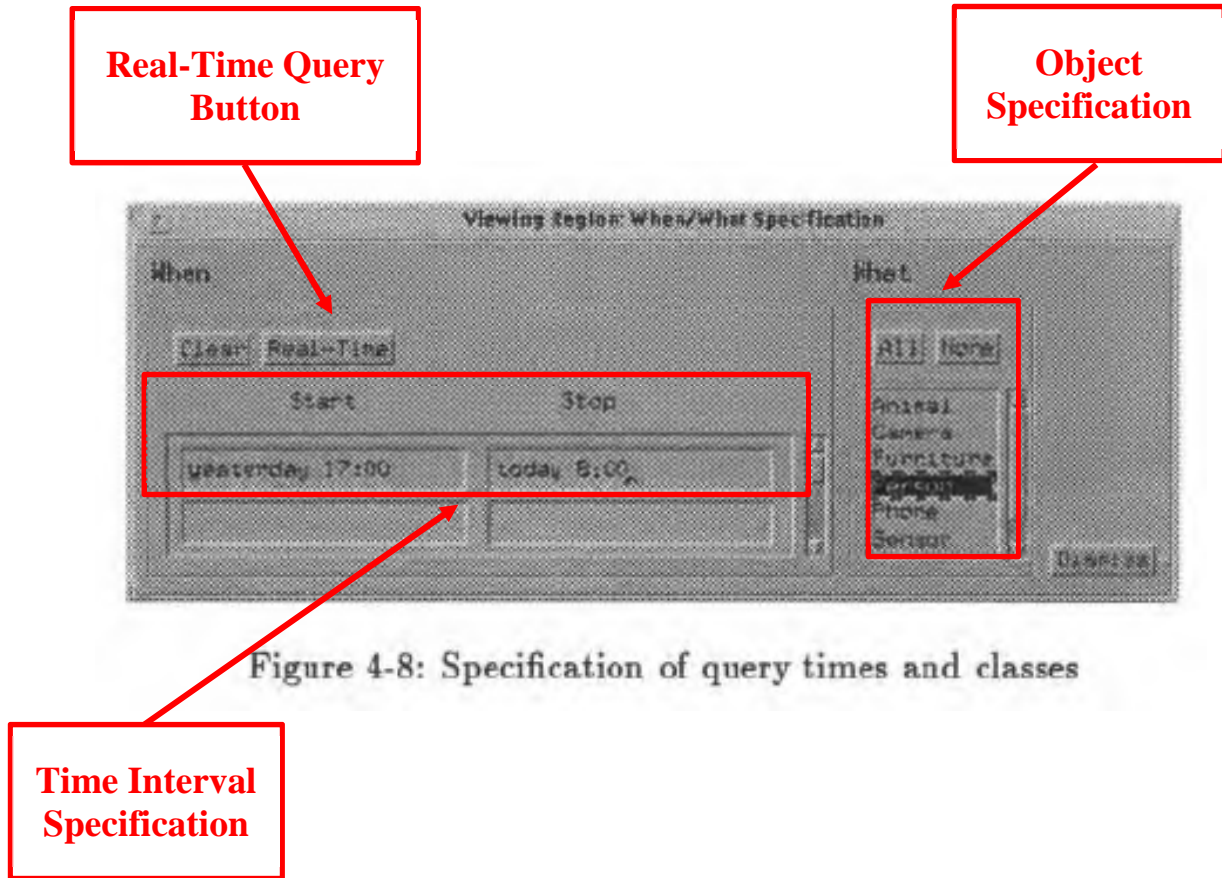 Real-Time Query
Button
Object
Specification
Viewing Region: When/What Specification
When
What
Clear Real-Time
All None
Start Stop
Animal
Camera
Furniture
yesterday 17:00 today 8:00
Phone
Sensor
Dismiss
Figure 4-8: Specification of query times and classes
Time Interval
Specification